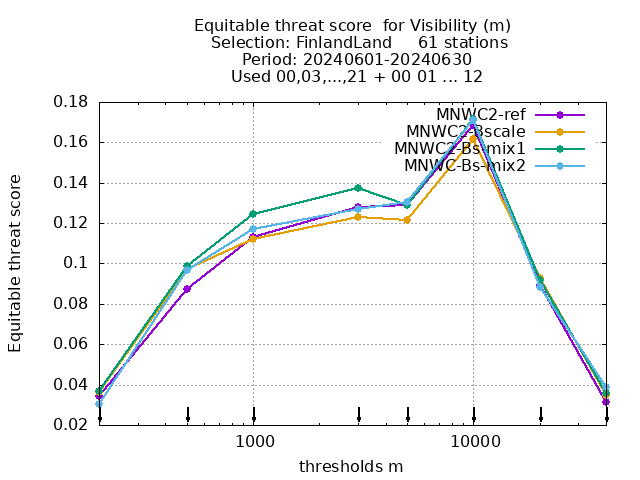 Equitable threat score  for Visibility (m)
Selection: FinlandLand     61 stations
Period: 20240601-20240630
Used 00,03,...,21 + 00 01 ... 12
MNWC2-ref
MNWC2-Bscale
MNWC2-Bs-mix1
MNWC-Bs-mix2
Equitable threat score
0.18
0.16
0.14
0.12
0.1
0.08
0.06
0.04
0.02
1000
10000
thresholds m